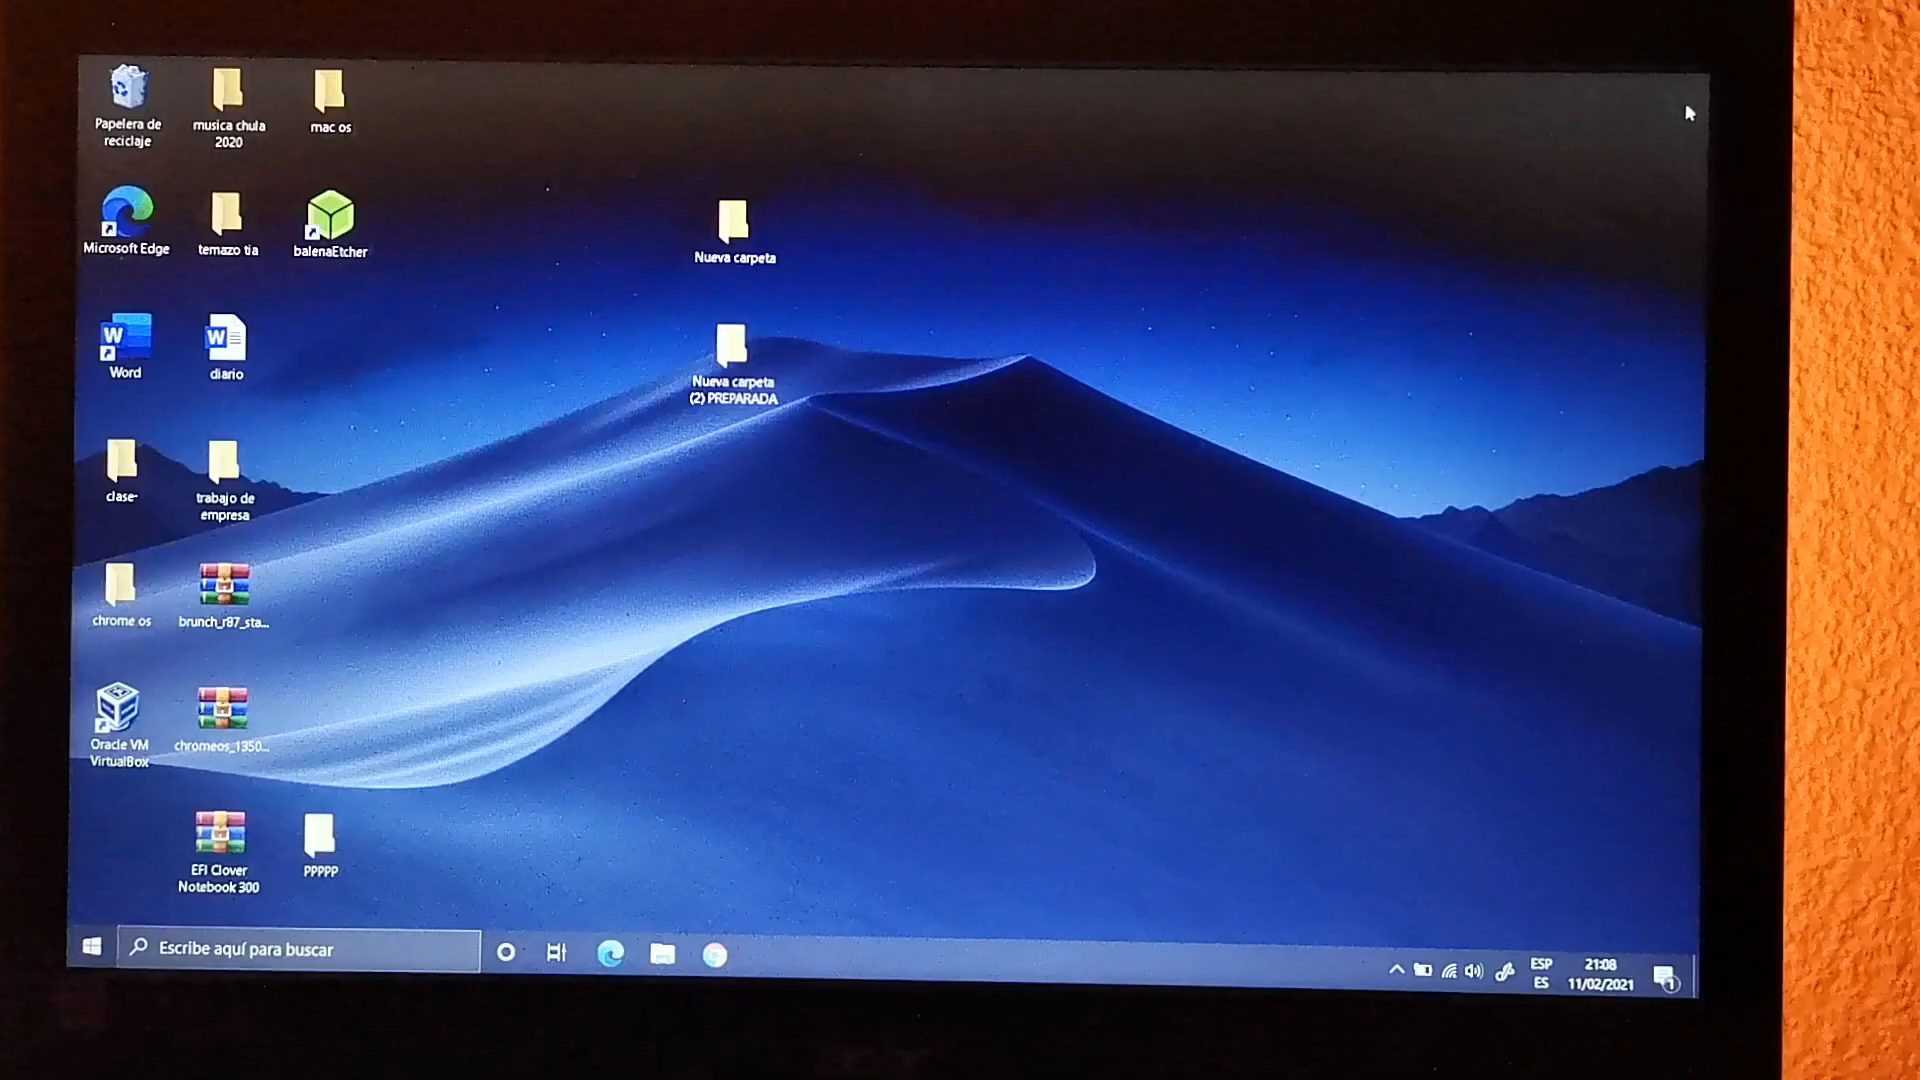 Papelera de
reciclaje
musica chula
2020
mac os
Microsoft Edge
temazo tia
balenaEtcher
Nueva carpeta
Word
diario
Nueva carpeta
(2) PREPARADA
clase-
trabajo de
empresa
chrome os
brunch_r87_sta...
Oracle VM
VirtualBox
chromeos_1350...
EFI Clover
Notebook 300
PPPPP
Escribe aquí para buscar
ESP
ES
21:08
11/02/2021
1